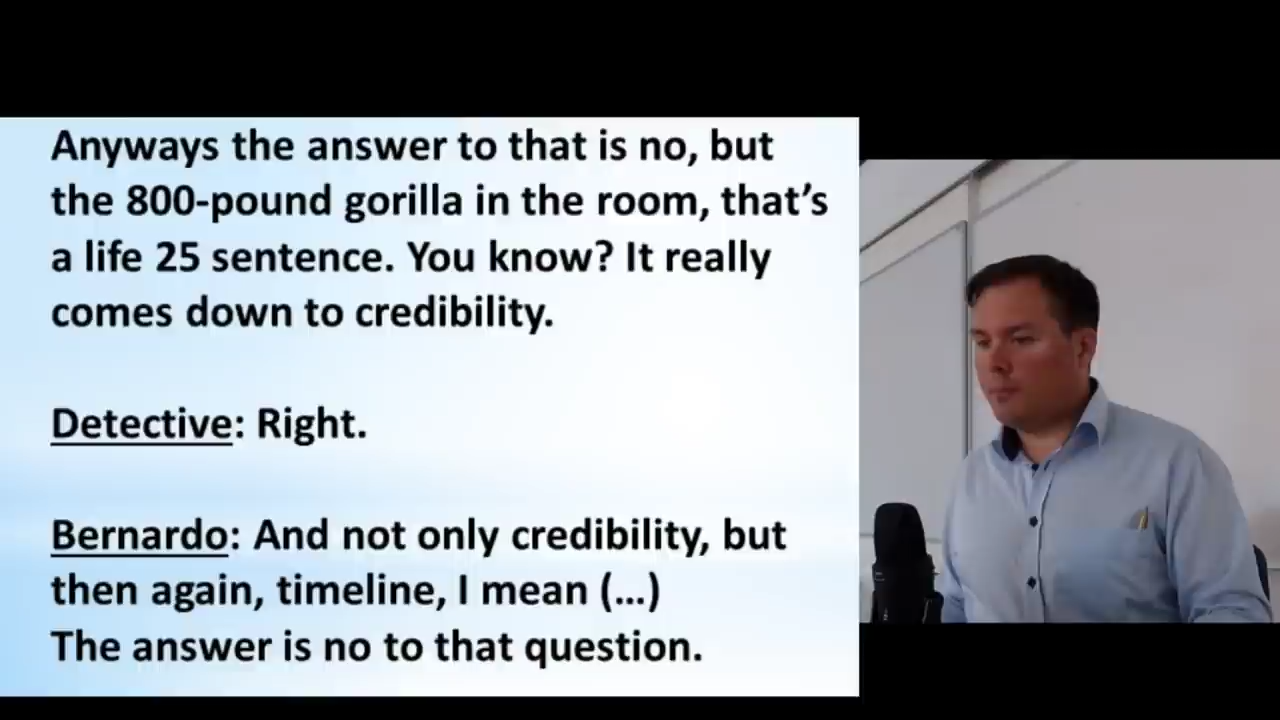 Anyways the answer to that is no, but
the 800-pound gorilla in the room, that’s
a life 25 sentence. You know? It really
comes down to credibility.
Detective: Right.
Bernardo: And not only credibility, but
then again, timeline, I mean (…)
The answer is no to that question.